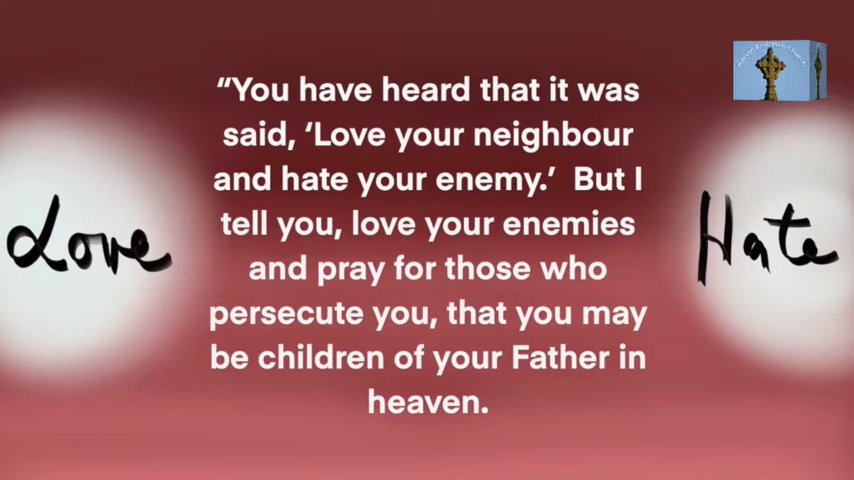 “You have heard that it was
said, ‘Love your neighbour
and hate your enemy.’ But I
tell you, love your enemies
and pray for those who
persecute you, that you may
be children of your Father in
heaven.
Love
Hate